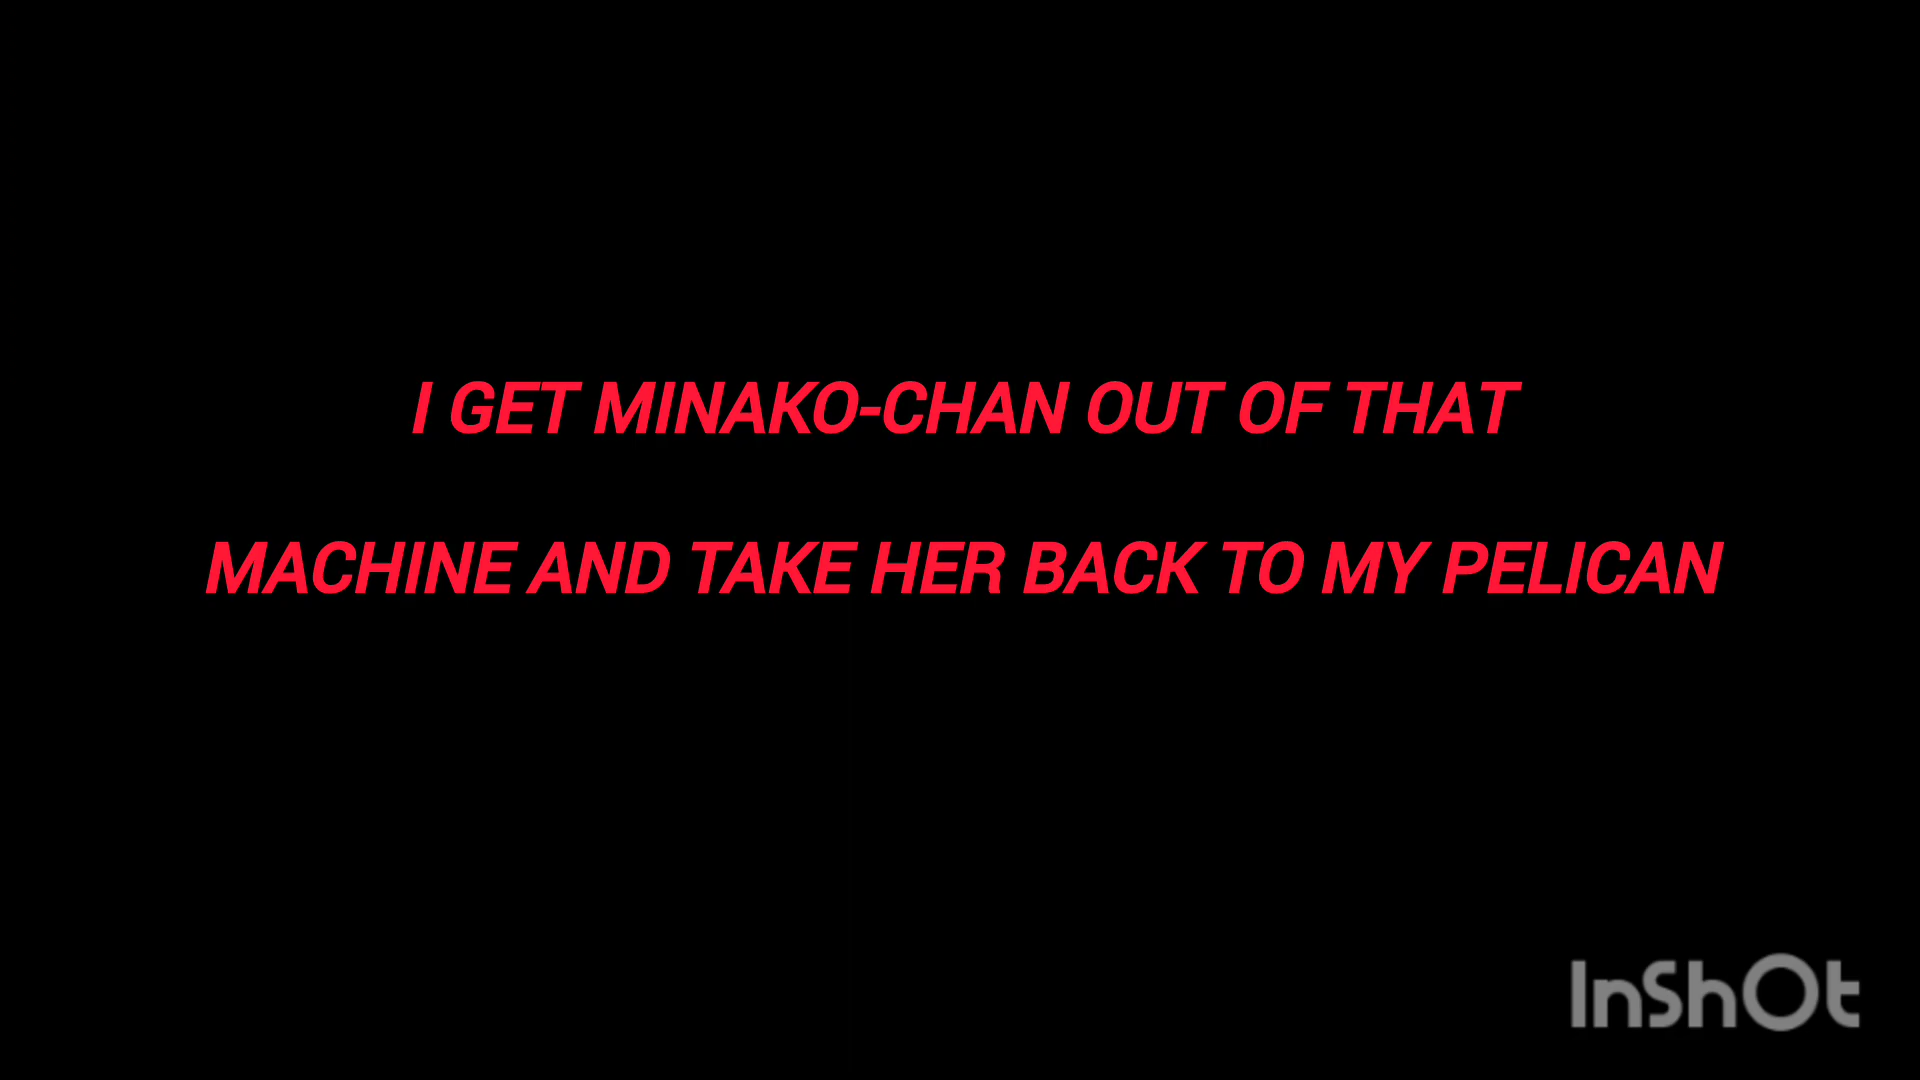 I GET MINAKO-CHAN OUT OF THAT
MACHINE AND TAKE HER BACK TO MY PELICAN
InShOt